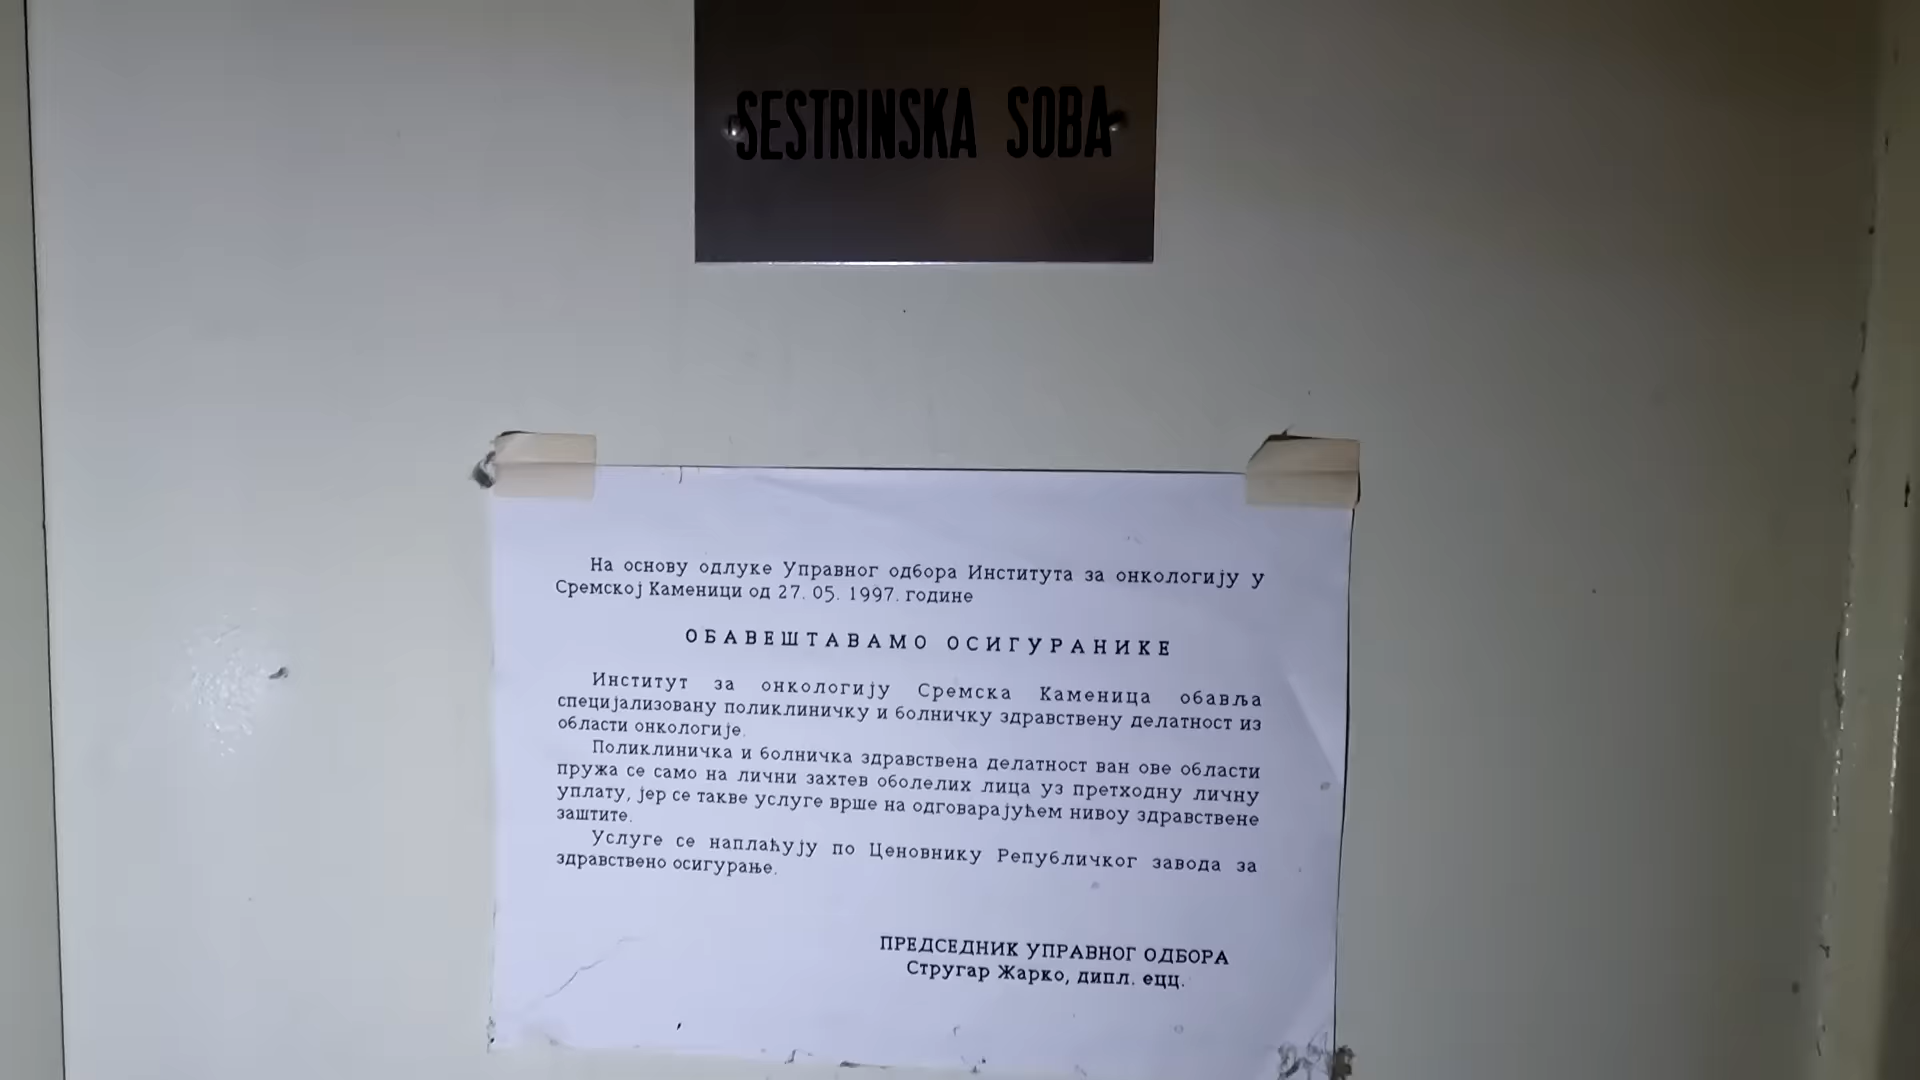 SESTRINSKA SOBA
На основу одлуке Управног одбора Института за онкологију у
Сремској Каменици од 27. 05. 1997. године
ОБАВЕШТАВАМО ОСИГУРАНИКЕ
Институт за онкологију Сремска Каменица обавља
специјализовану поликлиничку и болничку здравствену делатност из
области онкологије.
Поликлиничка и болничка здравствена делатност ван ове области
пружа се само на лични захтев оболелих лица уз претходну личну
уплату, јер се такве услуге врше на одговарајућем нивоу здравствене
заштите.
Услуге се наплаћују по Ценовнику Републичког завода за
здравствено осигурање.
ПРЕДСЕДНИК УПРАВНОГ ОДБОРА
Стругар Жарко, дипл. ецц.